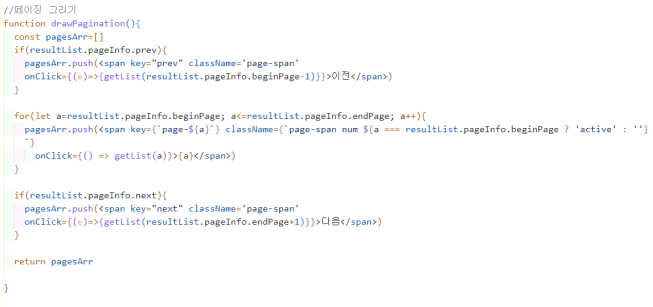 //페이징 그리기
function drawPagination(){
const pagesArr=[]
if(resultList.pageInfo.prev){
pagesArr.push(<span key="prev" className='page-span'
onClick={(e)=>{getList(resultList.pageInfo.beginPage-1)}}>이전</span>)
}
for(let a=resultList.pageInfo.beginPage; a<=resultList.pageInfo.endPage; a++){
pagesArr.push(<span key={`page-${a}`} className={`page-span num ${a === resultList.pageInfo.beginPage ? 'active' : ''}
`}
onClick={() => getList(a)}>{a}</span>)
}
if(resultList.pageInfo.next){
pagesArr.push(<span key="next" className='page-span'
onClick={(e)=>{getList(resultList.pageInfo.endPage+1)}}>다음</span>)
}
return pagesArr
}